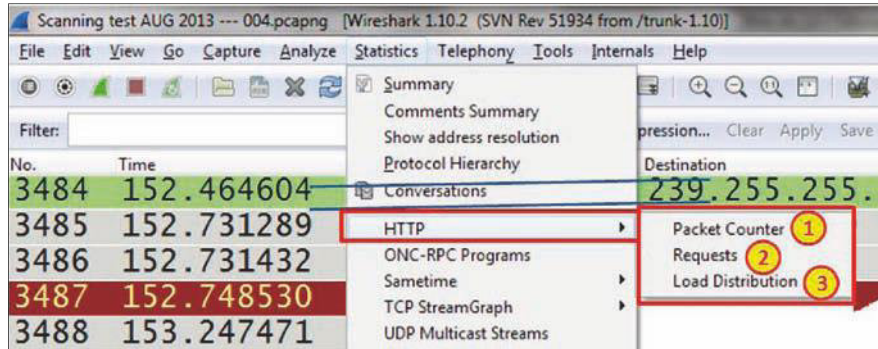 Scanning test AUG 2013 --- 004.pcapng [Wireshark 1.10.2 (SVN Rev 51934 from /trunk-1.10)]
File Edit View Go Capture Analyze Statistics Telephony Tools Internals Help
Summary
Comments Summary
Show address resolution
Protocol Hierarchy
Conversations
HTTP
ONC-RPC Programs
Sametime
TCP StreamGraph
UDP Multicast Streams
Packet Counter 1
Requests 2
Load Distribution 3
Filter: pression... Clear Apply Save
No. Time Destination
3484 152.464604 239.255.255.
3485 152.731289
3486 152.731432
3487 152.748530
3488 153.247471